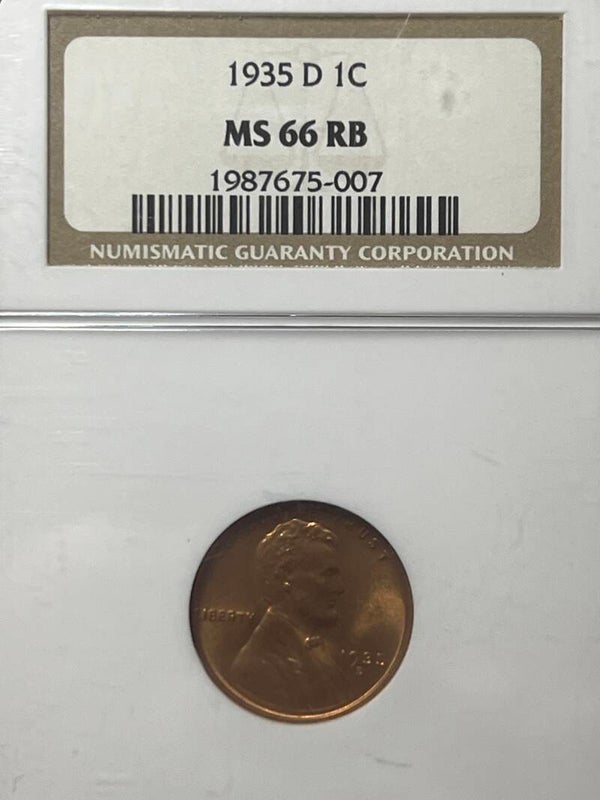 1935 D 1C
MS 66 RB
1987675-007
NUMISMATIC GUARANTY CORPORATION
LIBERTY